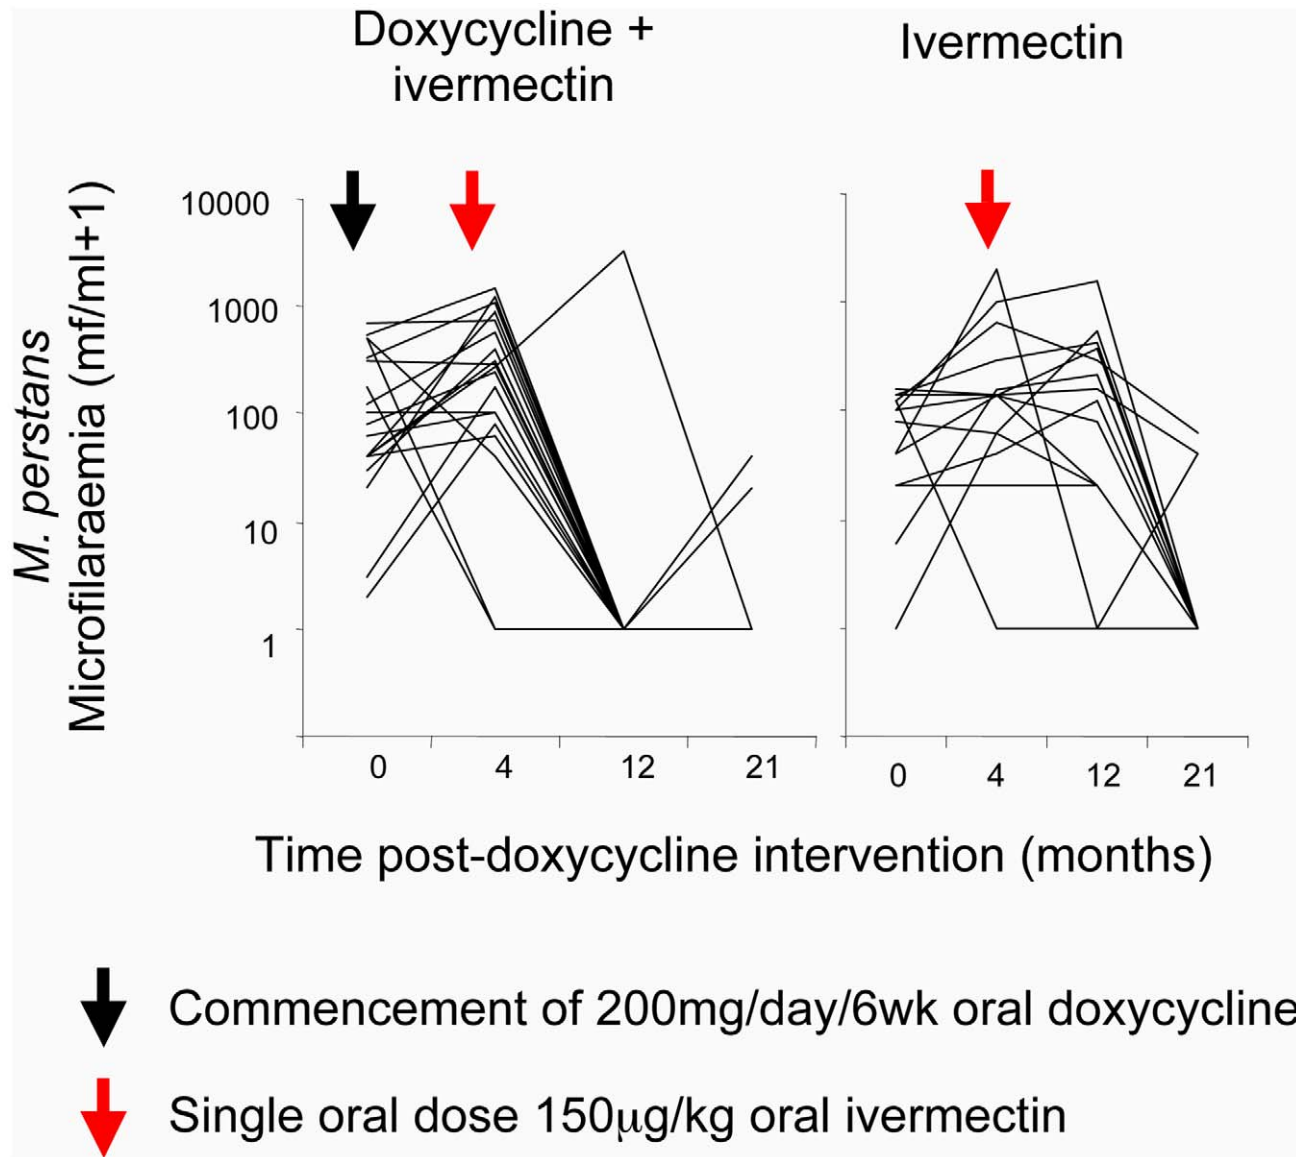 Doxycycline +
ivermectin
Ivermectin
M. perstans
Microfilaraemia (mf/ml+1)
10000
1000
100
10
1
0 4 12 21
0 4 12 21
Time post-doxycycline intervention (months)
Commencement of 200mg/day/6wk oral doxycycline
Single oral dose 150μg/kg oral ivermectin